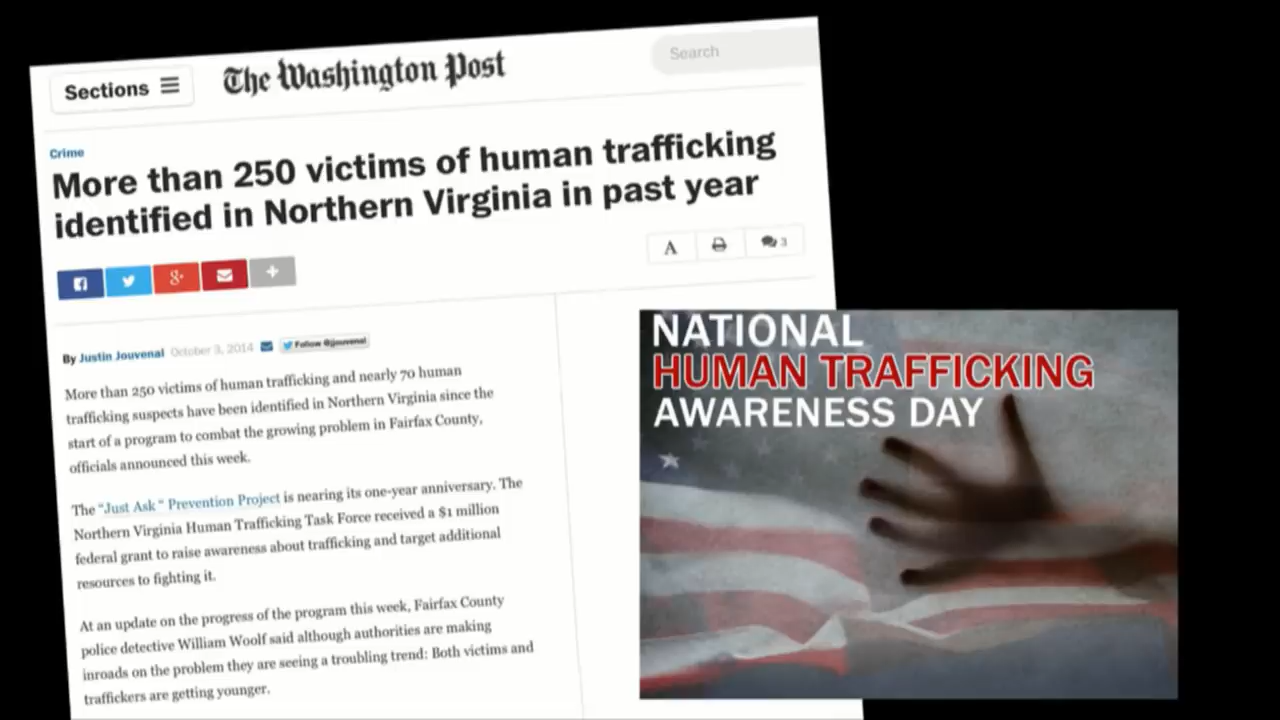 Sections
The Washington Post
Search
Crime
More than 250 victims of human trafficking
identified in Northern Virginia in past year
A
3
By Justin Jouvenal October 3, 2014
Follow @jjouvenal
More than 250 victims of human trafficking and nearly 70 human
trafficking suspects have been identified in Northern Virginia since the
start of a program to combat the growing problem in Fairfax County,
officials announced this week.
The "Just Ask" Prevention Project is nearing its one-year anniversary. The
Northern Virginia Human Trafficking Task Force received a $1 million
federal grant to raise awareness about trafficking and target additional
resources to fighting it.
At an update on the progress of the program this week, Fairfax County
police detective William Woolf said although authorities are making
inroads on the problem they are seeing a troubling trend: Both victims and
traffickers are getting younger.
NATIONAL
HUMAN TRAFFICKING
AWARENESS DAY